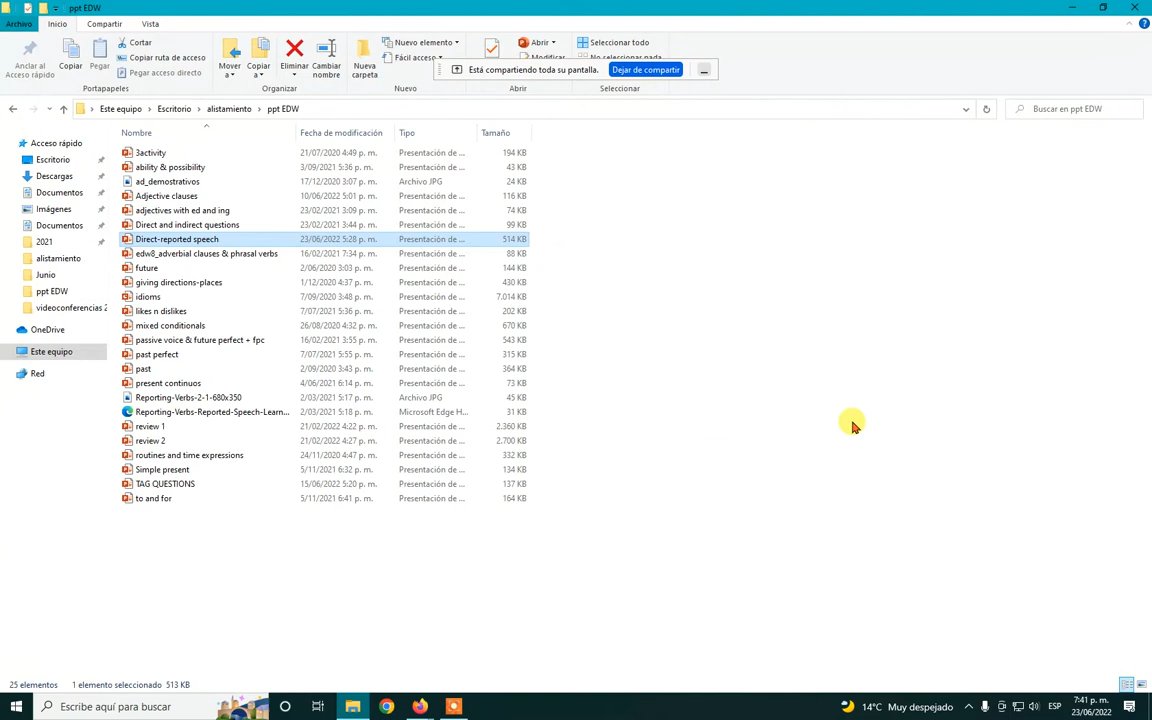 ppt EDW
Archivo Inicio Compartir Vista
Anclar al Acceso rápido
Copiar
Pegar
Cortar
Copiar ruta de acceso
Pegar acceso directo
Portapapeles
Mover a
Copiar a
Eliminar
Cambiar nombre
Organizar
Nueva carpeta
Nuevo elemento
Fácil acceso
Nuevo
Abrir
Modificar
Abrir
Seleccionar todo
No seleccionar nada
Seleccionar
Está compartiendo toda su pantalla. Dejar de compartir
Este equipo > Escritorio > alistamiento > ppt EDW
Buscar en ppt EDW
Acceso rápido
Escritorio
Descargas
Documentos
Imágenes
Documentos
2021
alistamiento
Junio
ppt EDW
videoconferencias 2
OneDrive
Este equipo
Red
Nombre Fecha de modificación Tipo Tamaño
3activity 21/07/2020 4:49 p. m. Presentación de ... 194 KB
ability & possibility 3/09/2021 5:36 p. m. Presentación de ... 43 KB
ad_demostrativos 17/12/2020 3:07 p. m. Archivo JPG 24 KB
Adjective clauses 10/06/2022 5:01 p. m. Presentación de ... 116 KB
adjectives with ed and ing 23/02/2021 3:09 p. m. Presentación de ... 74 KB
Direct and indirect questions 23/02/2021 3:44 p. m. Presentación de ... 99 KB
Direct-reported speech 23/06/2022 5:28 p. m. Presentación de ... 514 KB
edw8_adverbial clauses & phrasal verbs 16/02/2021 7:34 p. m. Presentación de ... 88 KB
future 2/06/2020 3:03 p. m. Presentación de ... 144 KB
giving directions-places 1/12/2020 4:37 p. m. Presentación de ... 430 KB
idioms 7/09/2020 3:48 p. m. Presentación de ... 7.014 KB
likes n dislikes 7/07/2021 5:36 p. m. Presentación de ... 202 KB
mixed conditionals 26/08/2020 4:32 p. m. Presentación de ... 670 KB
passive voice & future perfect + fpc 16/02/2021 3:55 p. m. Presentación de ... 543 KB
past perfect 7/07/2021 5:55 p. m. Presentación de ... 315 KB
past 2/09/2020 3:43 p. m. Presentación de ... 364 KB
present continuos 4/06/2021 6:14 p. m. Presentación de ... 73 KB
Reporting-Verbs-2-1-680x350 2/03/2021 5:17 p. m. Archivo JPG 45 KB
Reporting-Verbs-Reported-Speech-Learn... 2/03/2021 5:18 p. m. Microsoft Edge H... 31 KB
review 1 21/02/2022 4:22 p. m. Presentación de ... 2.360 KB
review 2 21/02/2022 4:27 p. m. Presentación de ... 2.700 KB
routines and time expressions 24/11/2020 4:47 p. m. Presentación de ... 332 KB
Simple present 5/11/2021 6:32 p. m. Presentación de ... 134 KB
TAG QUESTIONS 15/06/2022 5:20 p. m. Presentación de ... 137 KB
to and for 5/11/2021 6:41 p. m. Presentación de ... 164 KB
25 elementos 1 elemento seleccionado 513 KB
Escribe aquí para buscar
14°C Muy despejado ESP
7:41 p. m.
23/06/2022